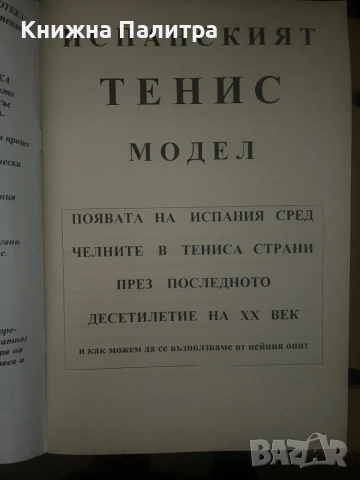 Книжна Палитра
ИСПАНСКИЯТ
ТЕНИС
МОДЕЛ
ПОЯВАТА НА ИСПАНИЯ СРЕД
ЧЕЛНИТЕ В ТЕНИСА СТРАНИ
ПРЕЗ ПОСЛЕДНОТО
ДЕСЕТИЛЕТИЕ НА XX ВЕК
и как можем да се възползваме от нейния опит
BAZAR